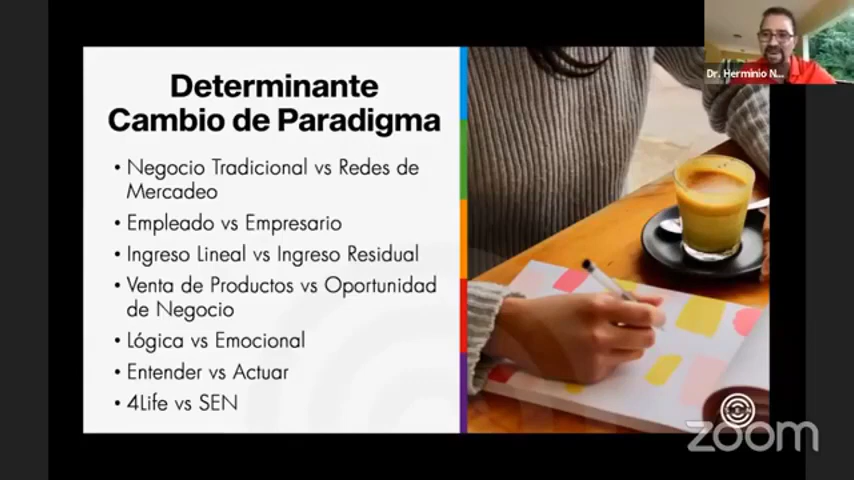 Dr. Herminio N...
Determinante
Cambio de Paradigma
• Negocio Tradicional vs Redes de
Mercadeo
• Empleado vs Empresario
• Ingreso Lineal vs Ingreso Residual
• Venta de Productos vs Oportunidad
de Negocio
• Lógica vs Emocional
• Entender vs Actuar
• 4Life vs SEN
zoom